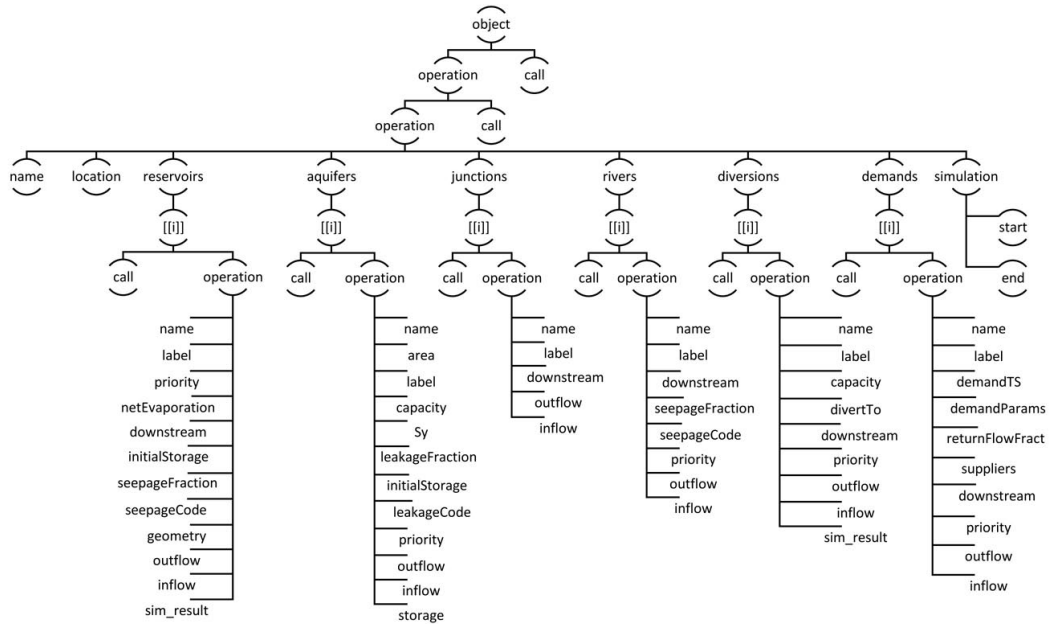 object
operation call
operation call
name location reservoirs aquifers junctions rivers diversions demands simulation
[[i]] [[i]] [[i]] [[i]] [[i]] [[i]] start
call operation call operation call operation call operation call operation call operation end
name
label
priority
netEvaporation
downstream
initialStorage
seepageFraction
seepageCode
geometry
outflow
inflow
sim_result
name
area
label
capacity
Sy
leakageFraction
initialStorage
leakageCode
priority
outflow
inflow
storage
name
label
downstream
outflow
inflow
name
label
downstream
seepageFraction
seepageCode
priority
outflow
inflow
name
label
capacity
divertTo
downstream
priority
outflow
inflow
sim_result
name
label
demandTS
demandParams
returnFlowFract
suppliers
downstream
priority
outflow
inflow